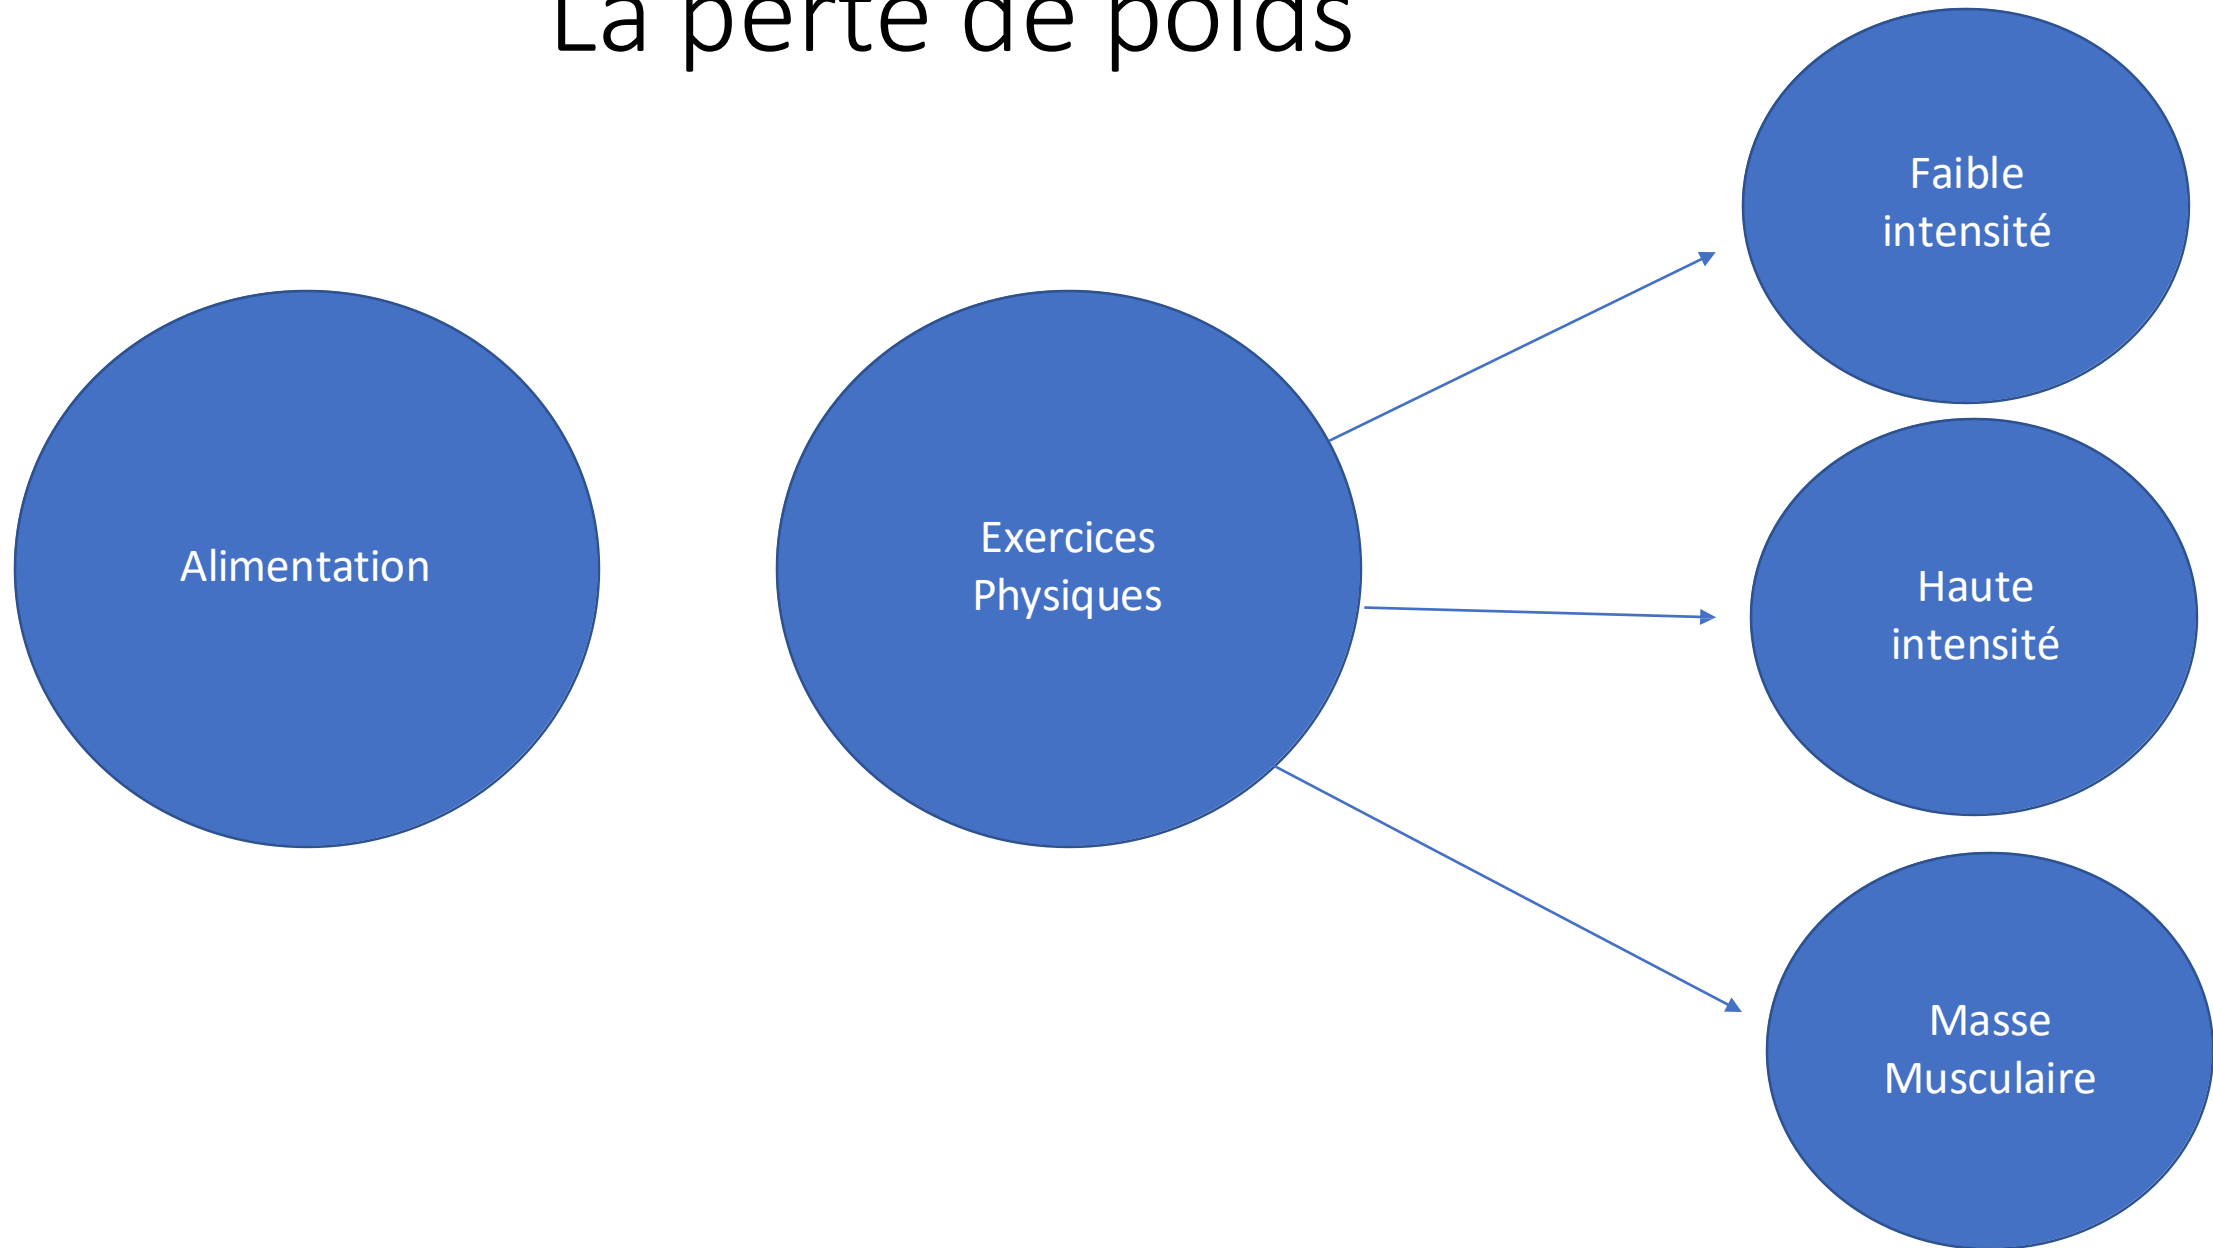 La perte de poids
Faible
intensité
Alimentation
Exercices
Physiques
Haute
intensité
Masse
Musculaire